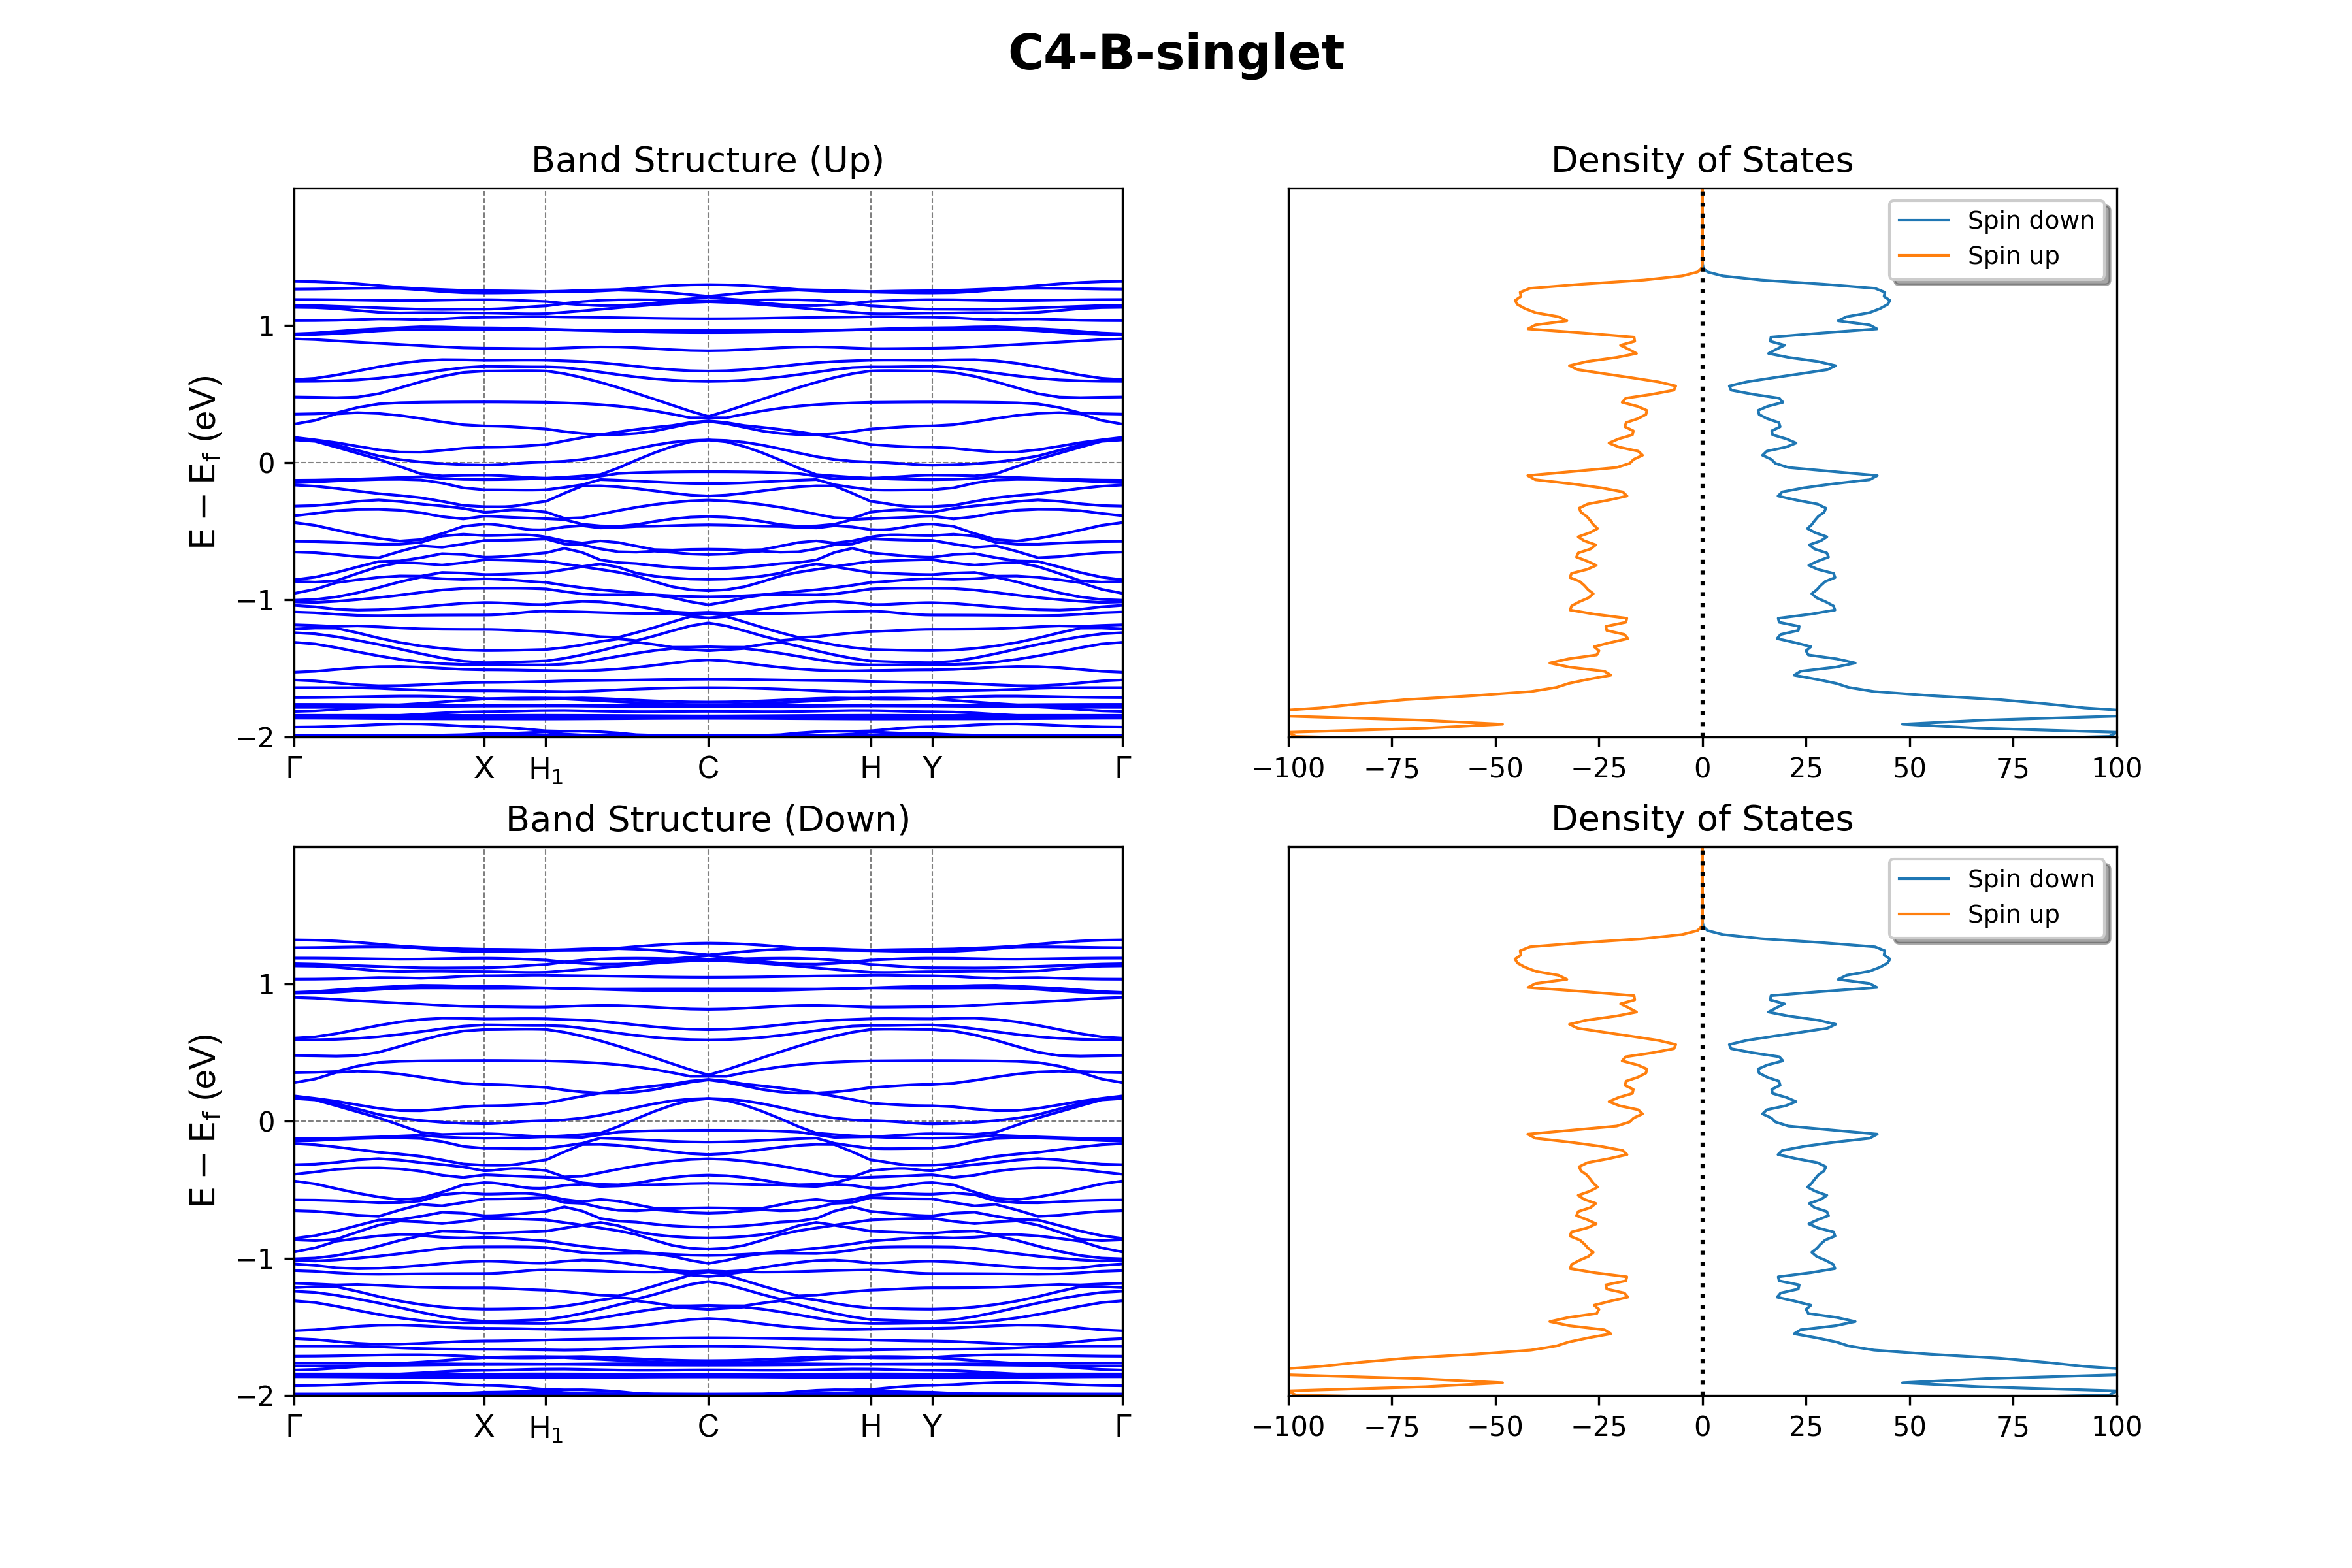 C4-B-singlet
Band Structure (Up)
Density of States
E − E_f (eV)
1
0
−1
−2
Γ X H₁ C H Y Γ
Spin down
Spin up
−100 −75 −50 −25 0 25 50 75 100
Band Structure (Down)
Density of States
E − E_f (eV)
1
0
−1
−2
Γ X H₁ C H Y Γ
Spin down
Spin up
−100 −75 −50 −25 0 25 50 75 100